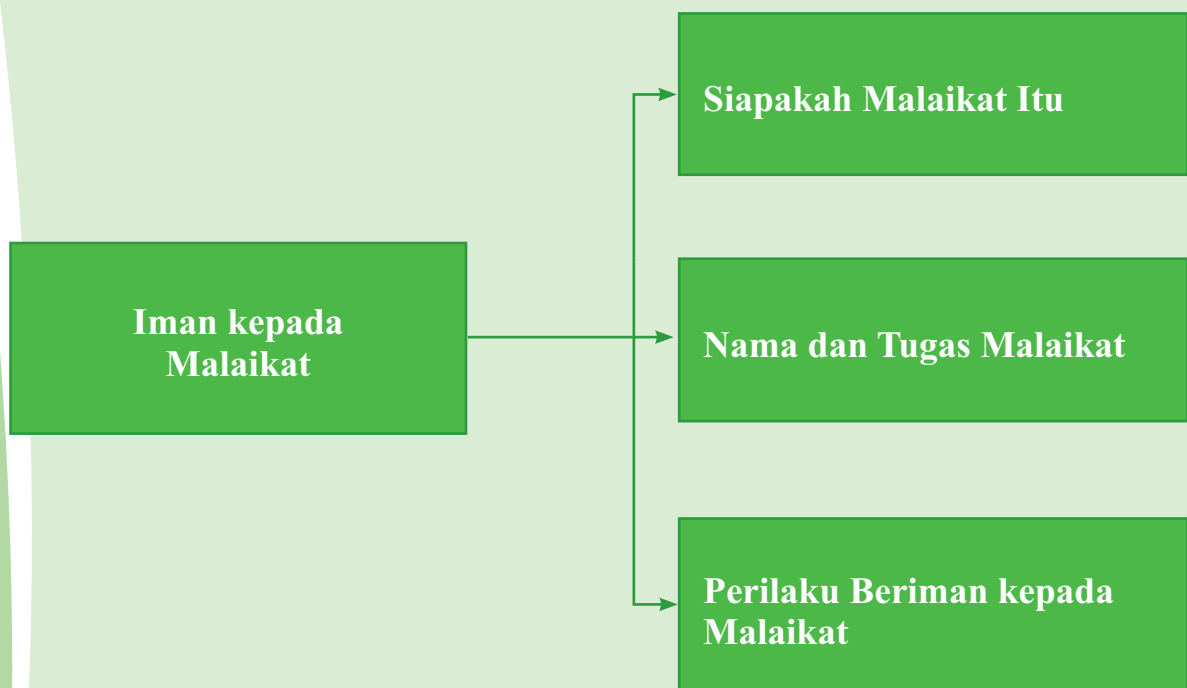 Siapakah Malaikat Itu
Iman kepada
Malaikat
Nama dan Tugas Malaikat
Perilaku Beriman kepada
Malaikat